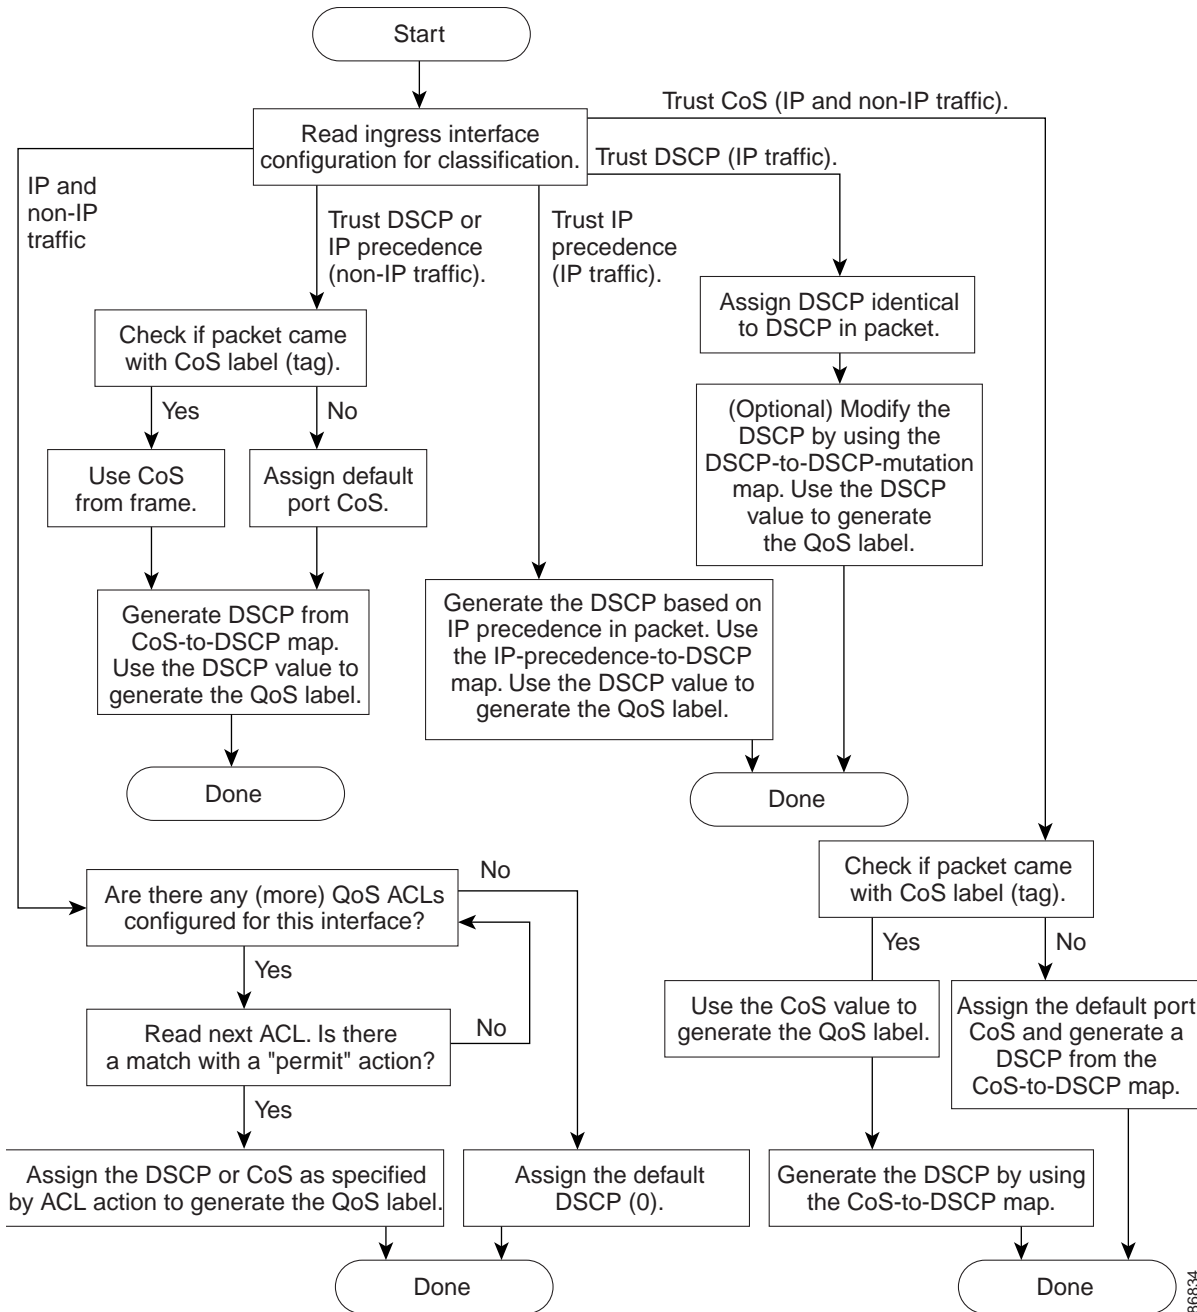 Start
Trust CoS (IP and non-IP traffic).
Read ingress interface
configuration for classification.
Trust DSCP (IP traffic).
IP and
non-IP
traffic
Trust DSCP or
IP precedence
(non-IP traffic).
Trust IP
precedence
(IP traffic).
Assign DSCP identical
to DSCP in packet.
Check if packet came
with CoS label (tag).
Yes
No
(Optional) Modify the
DSCP by using the
DSCP-to-DSCP-mutation
map. Use the DSCP
value to generate
the QoS label.
Use CoS
from frame.
Assign default
port CoS.
Generate DSCP from
CoS-to-DSCP map.
Use the DSCP value to
generate the QoS label.
Generate the DSCP based on
IP precedence in packet. Use
the IP-precedence-to-DSCP
map. Use the DSCP value to
generate the QoS label.
Done
Done
Are there any (more) QoS ACLs
configured for this interface?
No
Check if packet came
with CoS label (tag).
Yes
Yes
No
Read next ACL. Is there
a match with a "permit" action?
No
Use the CoS value to
generate the QoS label.
Assign the default port
CoS and generate a
DSCP from the
CoS-to-DSCP map.
Yes
Assign the DSCP or CoS as specified
by ACL action to generate the QoS label.
Assign the default
DSCP (0).
Generate the DSCP by using
the CoS-to-DSCP map.
Done
Done
86834